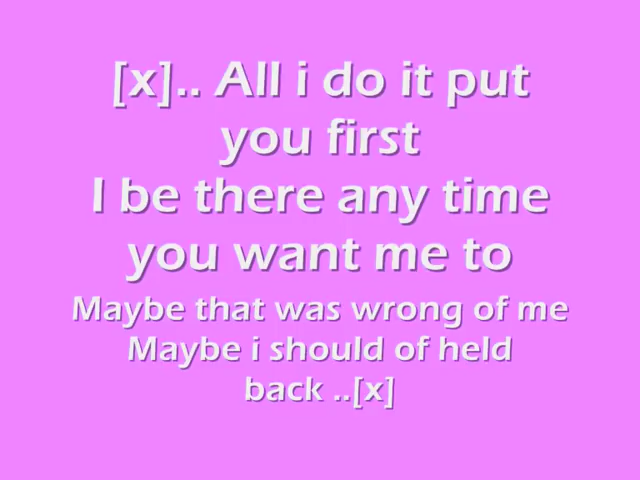 [x].. All i do it put
you first
I be there any time
you want me to
Maybe that was wrong of me
Maybe i should of held
back ..[x]